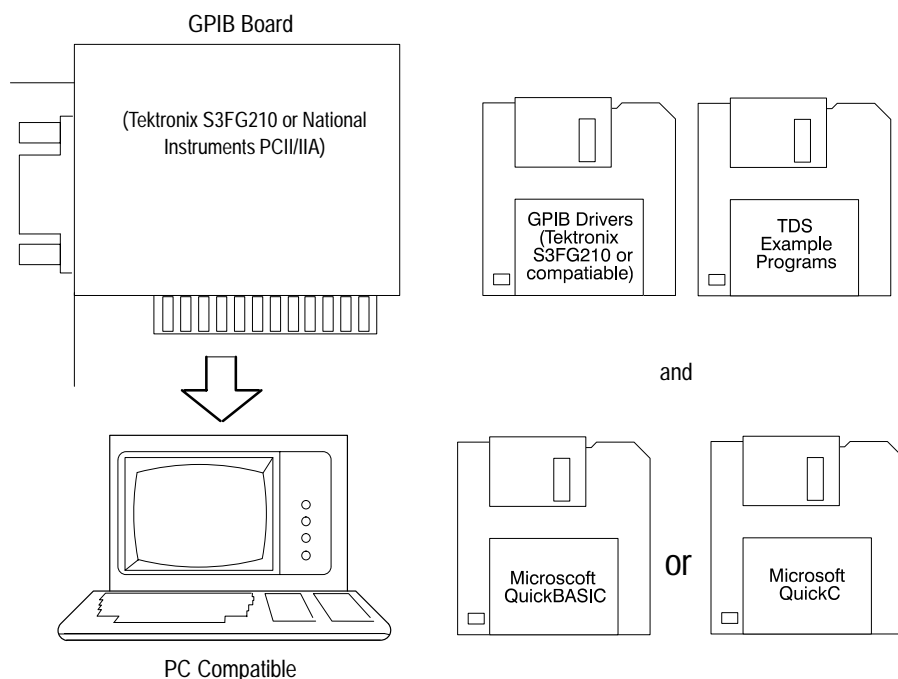 GPIB Board
(Tektronix S3FG210 or National
Instruments PCII/IIA)
GPIB Drivers
(Tektronix
S3FG210 or
compatiable)
TDS
Example
Programs
and
Microscoft
QuickBASIC
or
Microsoft
QuickC
PC Compatible